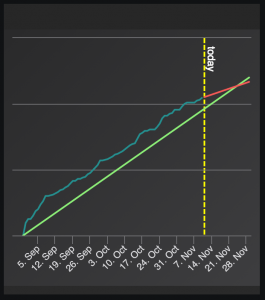 today
5. Sep
12. Sep
19. Sep
26. Sep
3. Oct
10. Oct
17. Oct
24. Oct
31. Oct
7. Nov
14. Nov
21. Nov
28. Nov